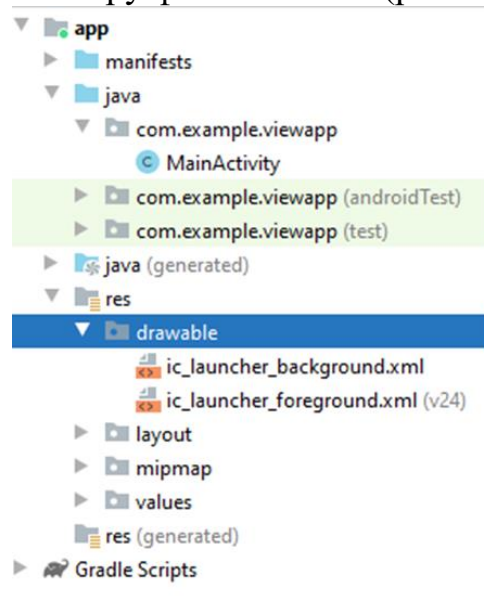 app
manifests
java
com.example.viewapp
MainActivity
com.example.viewapp (androidTest)
com.example.viewapp (test)
java (generated)
res
drawable
ic_launcher_background.xml
ic_launcher_foreground.xml (v24)
layout
mipmap
values
res (generated)
Gradle Scripts